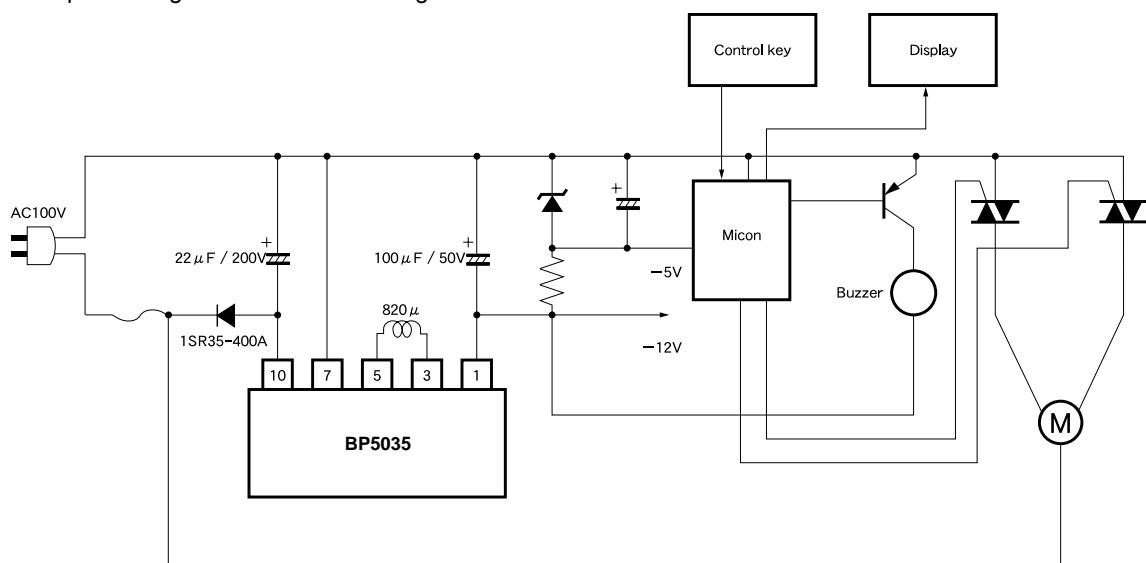 Control key
Display
AC100V
22μF / 200V
100μF / 50V
Micon
-5V
Buzzer
820μ
1SR35-400A
-12V
10
7
5
3
1
BP5035
M